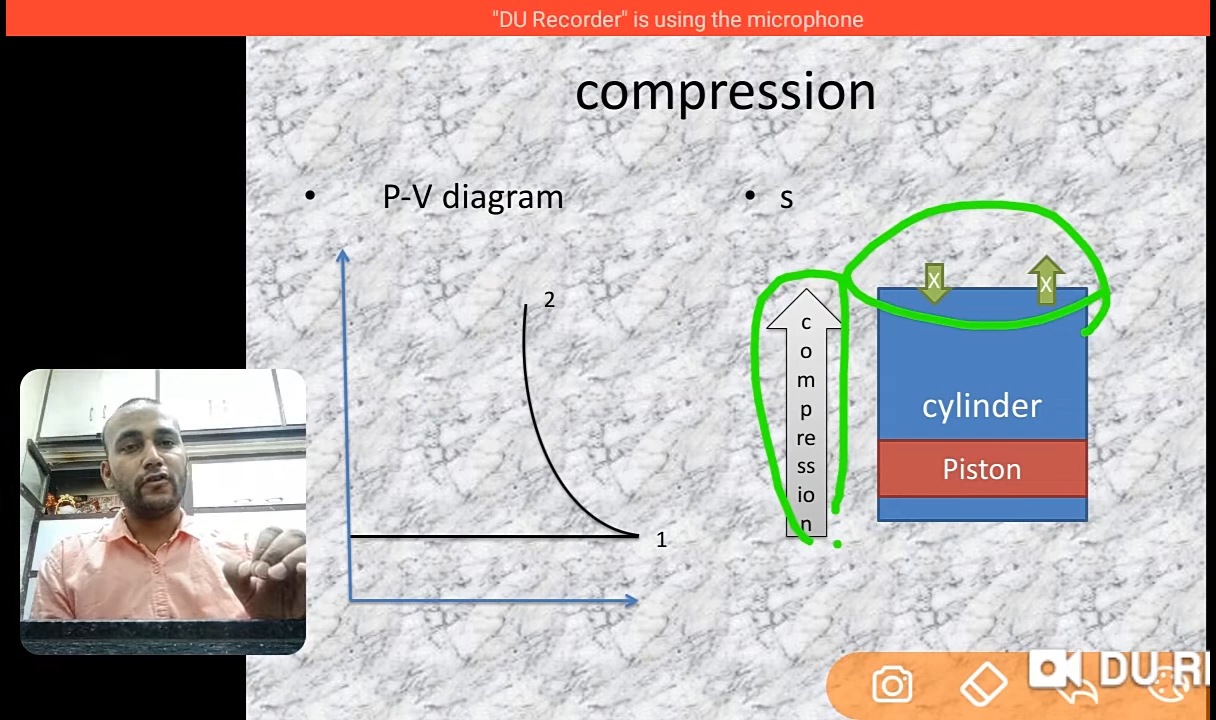 "DU Recorder" is using the microphone
compression
• P-V diagram
• s
2
1
X
X
c
o
m
p
re
ss
io
n
cylinder
Piston
DU R